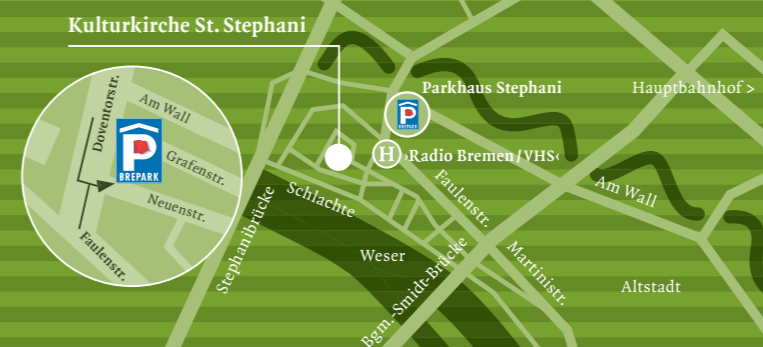 Kulturkirche St. Stephani
Parkhaus Stephani
Hauptbahnhof >
BREPARK
H ›Radio Bremen / VHS‹
Doventorstr.
Am Wall
P
BREPARK
Grafenstr.
Neuenstr.
Faulenstr.
Stephanibrücke
Schlachte
Faulenstr.
Am Wall
Weser
Bgm.-Smidt-Brücke
Martinistr.
Altstadt